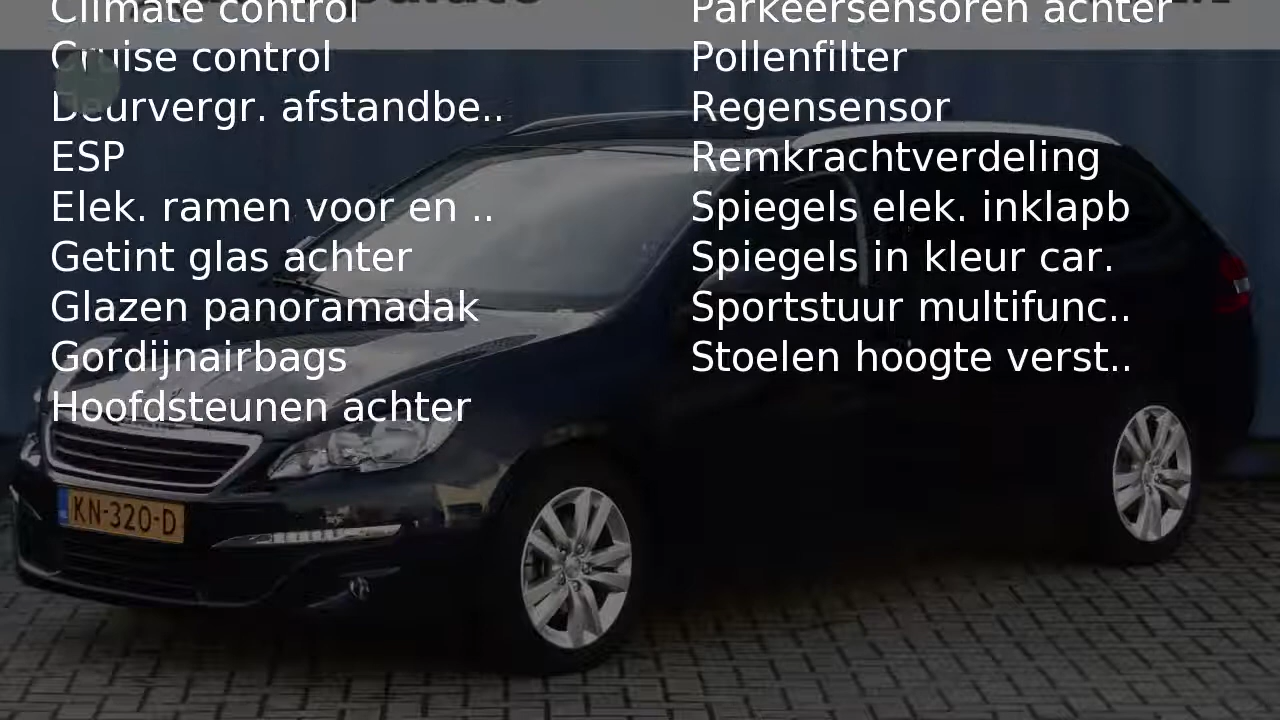 Climate control
Cruise control
Deurvergr. afstandbe..
ESP
Elek. ramen voor en ..
Getint glas achter
Glazen panoramadak
Gordijnairbags
Hoofdsteunen achter
Parkeersensoren achter
Pollenfilter
Regensensor
Remkrachtverdeling
Spiegels elek. inklapb
Spiegels in kleur car.
Sportstuur multifunc..
Stoelen hoogte verst..
KN-320-D